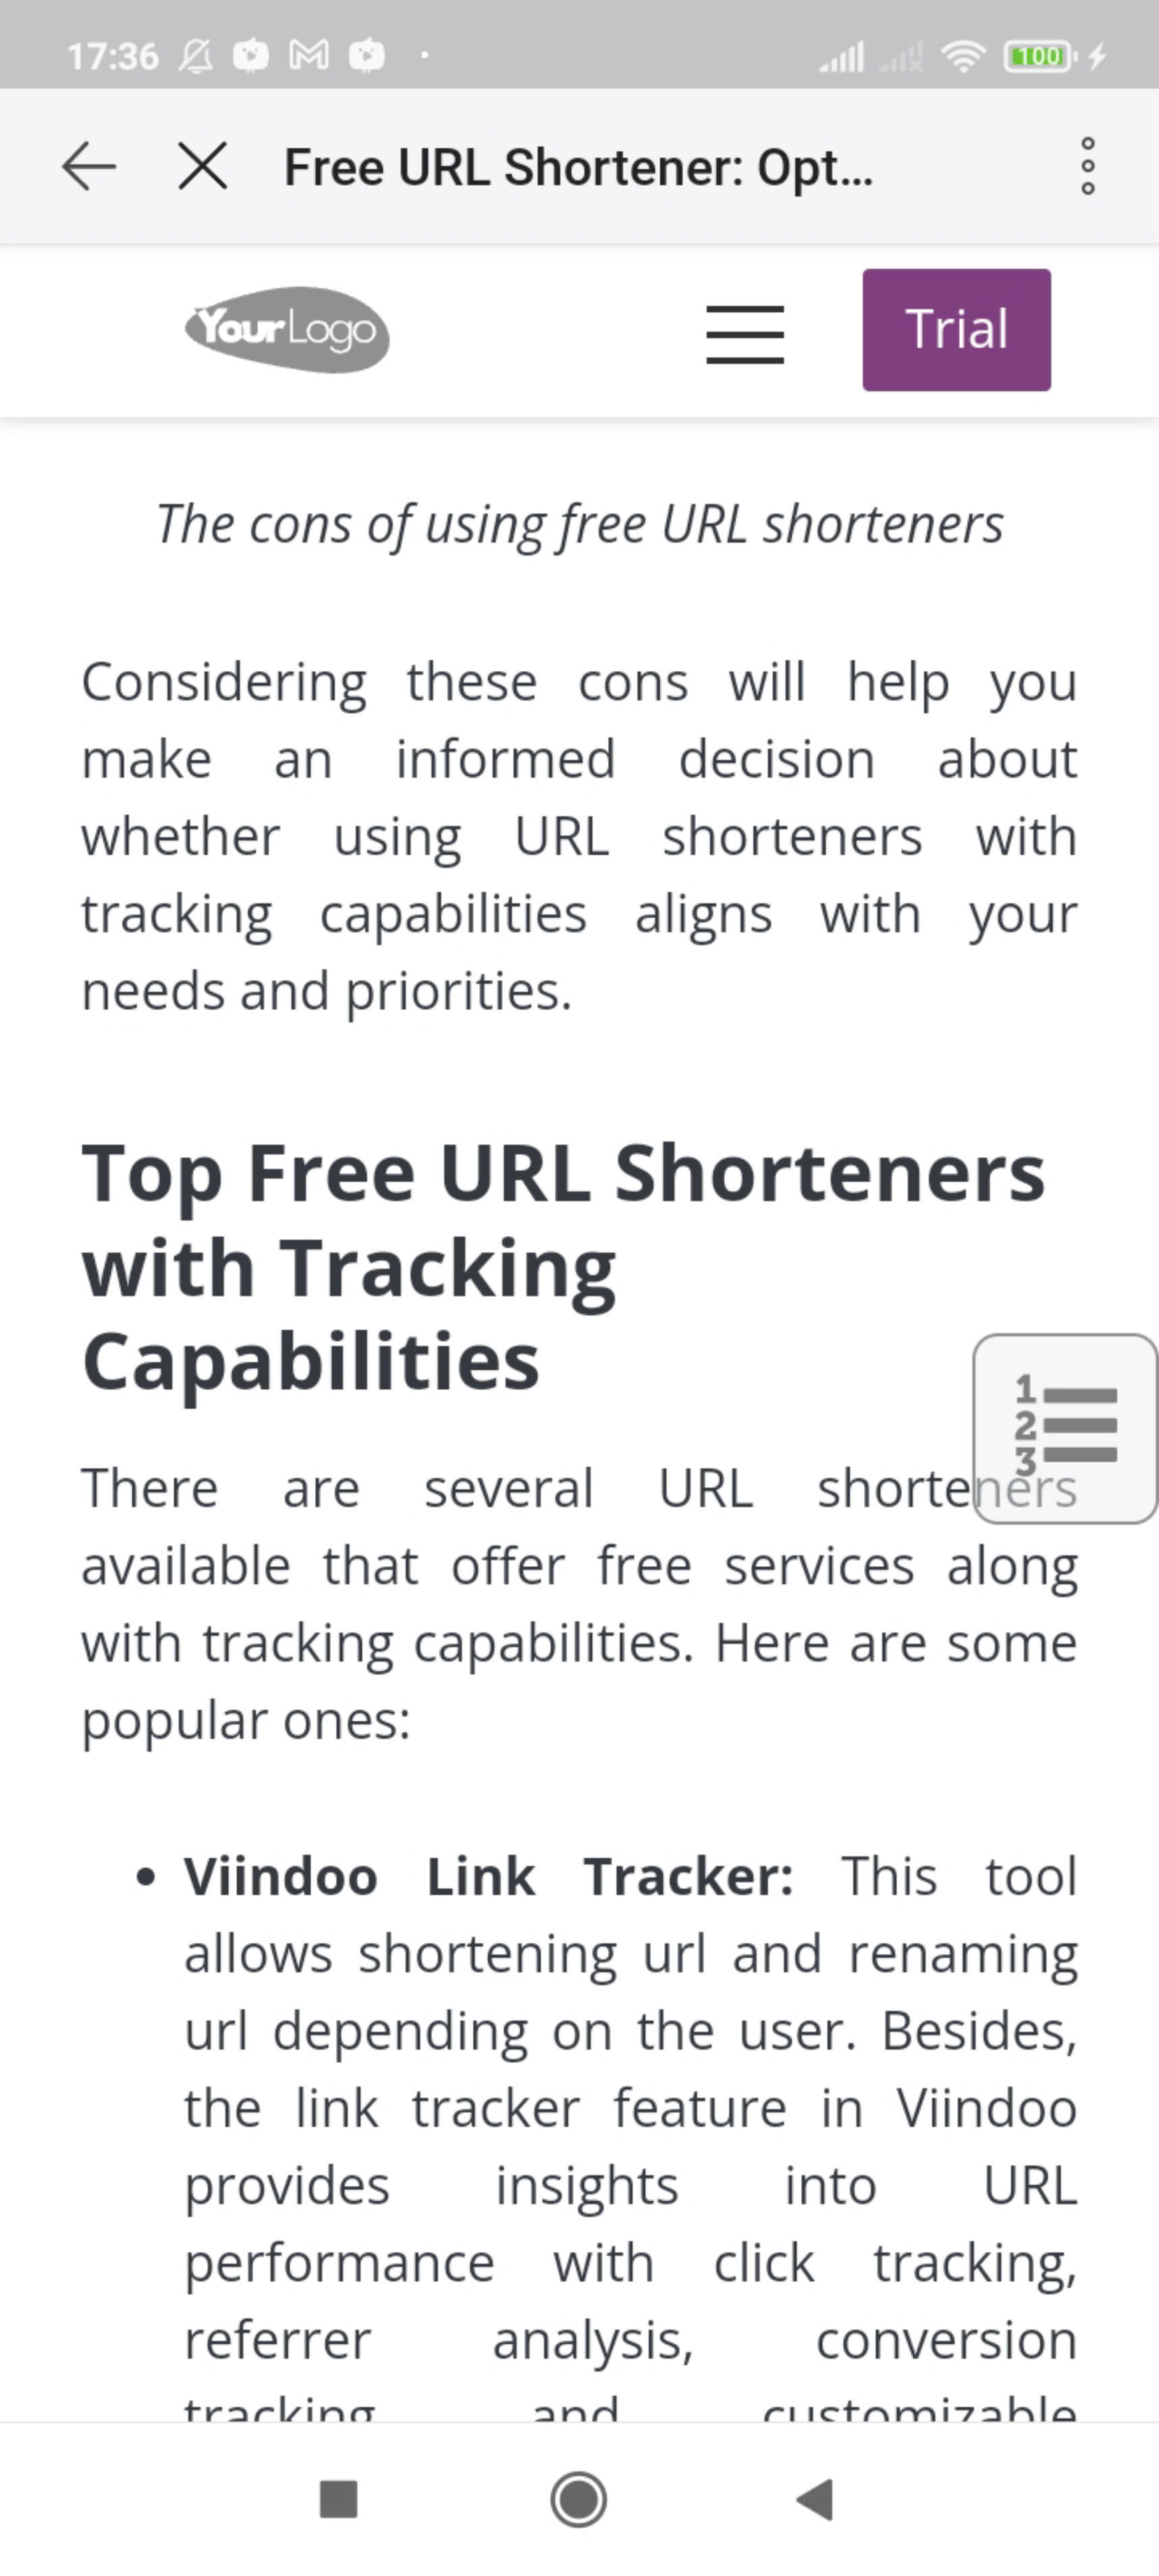 17:36
100
Free URL Shortener: Opt...
YourLogo
Trial
The cons of using free URL shorteners
Considering these cons will help you
make an informed decision about
whether using URL shorteners with
tracking capabilities aligns with your
needs and priorities.
Top Free URL Shorteners
with Tracking
Capabilities
1
2
3
There are several URL shorteners
available that offer free services along
with tracking capabilities. Here are some
popular ones:
• Viindoo Link Tracker: This tool
allows shortening url and renaming
url depending on the user. Besides,
the link tracker feature in Viindoo
provides insights into URL
performance with click tracking,
referrer analysis, conversion
tracking and customizable